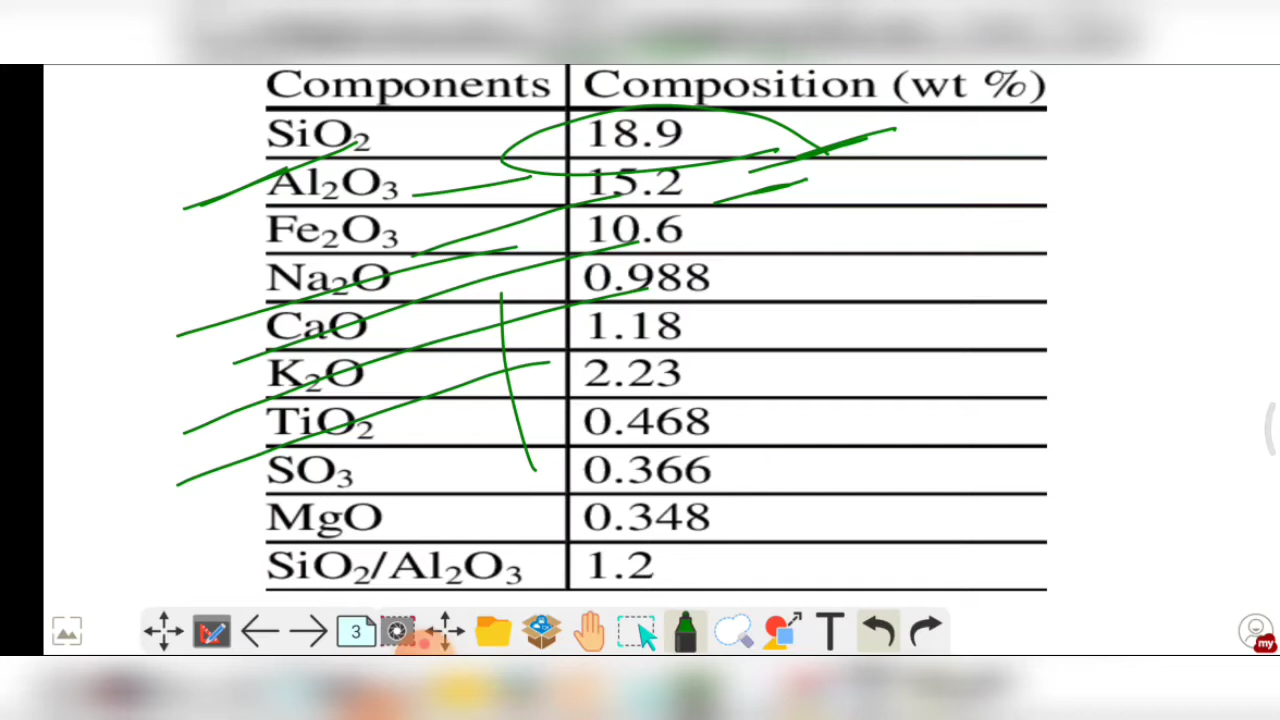 Components Composition (wt %)
SiO₂ 18.9
Al₂O₃ 15.2
Fe₂O₃ 10.6
Na₂O 0.988
CaO 1.18
K₂O 2.23
TiO₂ 0.468
SO₃ 0.366
MgO 0.348
SiO₂/Al₂O₃ 1.2
3
T
my